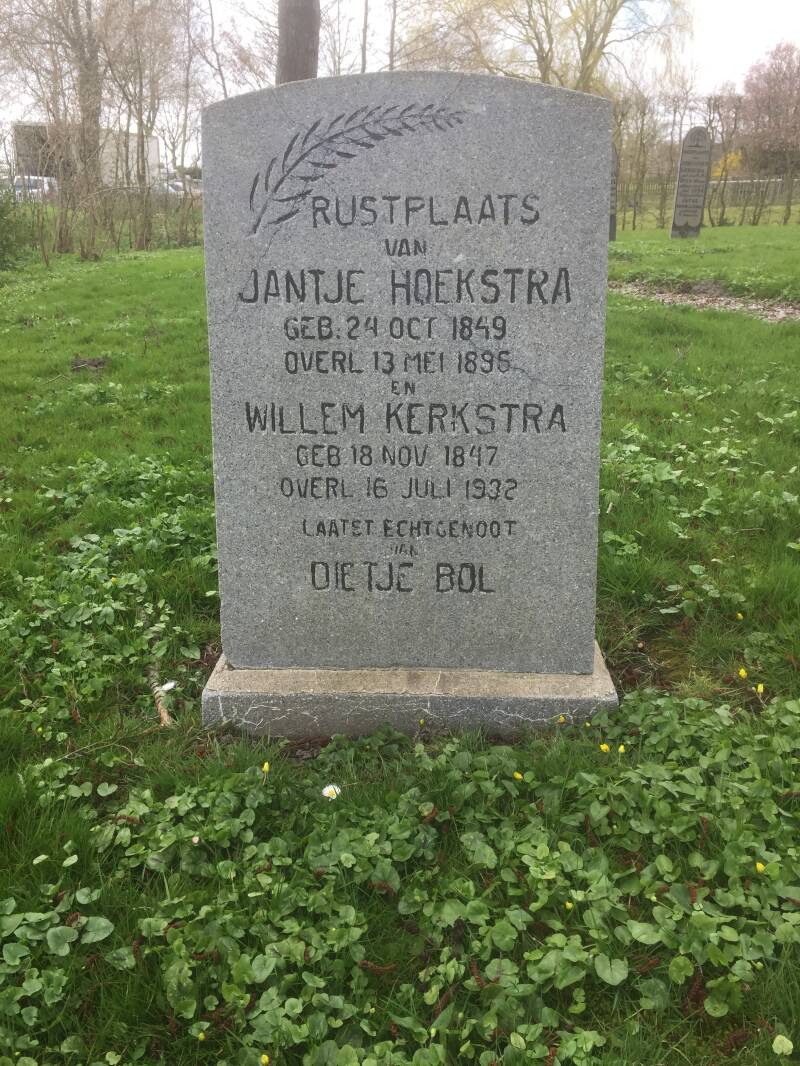 RUSTPLAATS
VAN
JANTJE HOEKSTRA
GEB. 24 OCT 1849
OVERL 13 MEI 1896
EN
WILLEM KERKSTRA
GEB 18 NOV 1847
OVERL 16 JULI 1932
LAATST ECHTGENOOT
VAN
DIETJE BOL